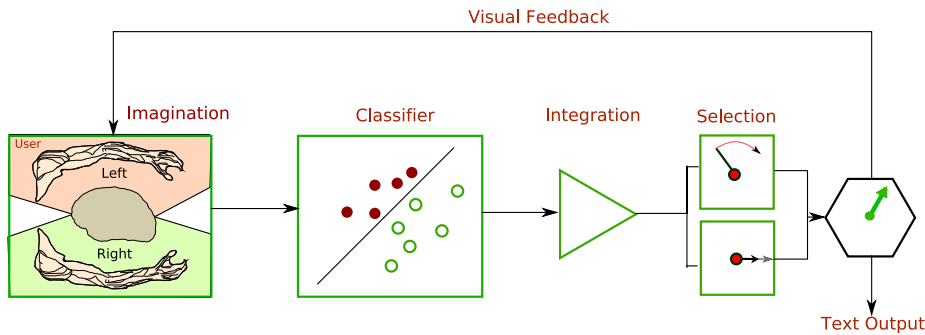 Visual Feedback
Imagination
Classifier
Integration
Selection
User
Left
Right
Text Output